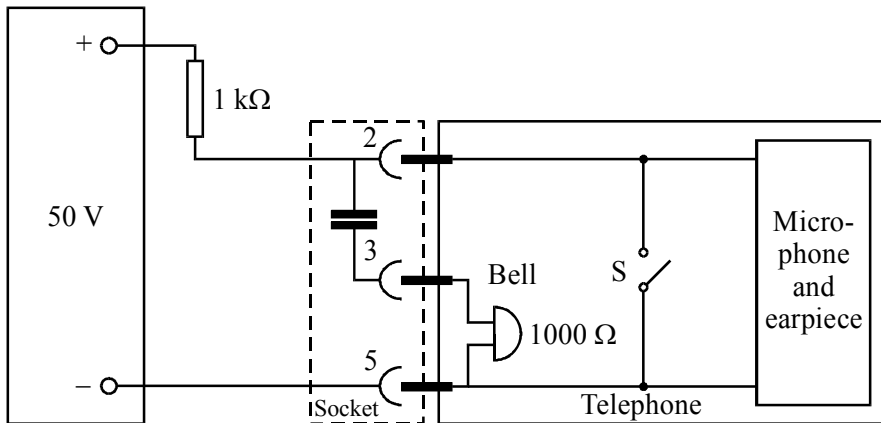 +
1 kΩ
2
50 V
Micro-
phone
and
earpiece
3
Bell
S
1000 Ω
5
–
Socket
Telephone